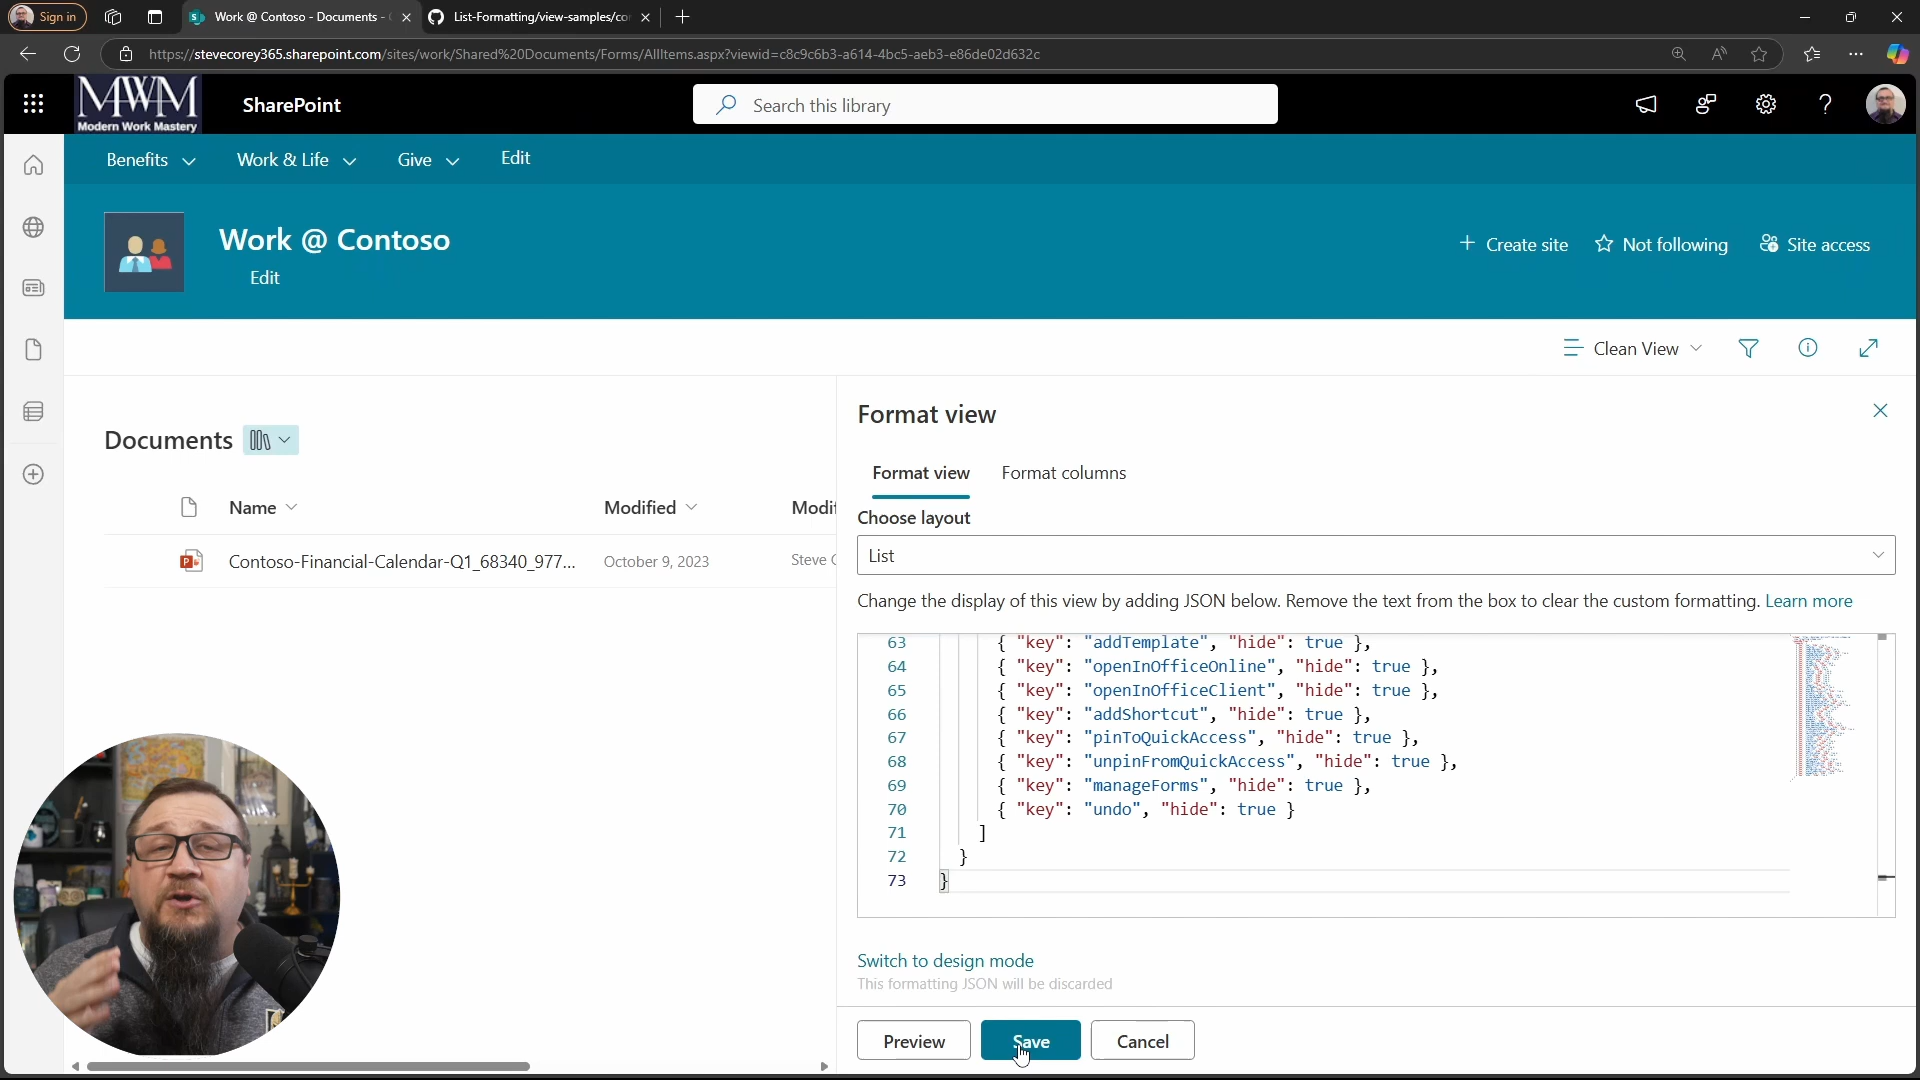 Sign in
Work @ Contoso - Documents -
List-Formatting/view-samples/co
https://stevecorey365.sharepoint.com/sites/work/Shared%20Documents/Forms/AllItems.aspx?viewid=c8c9c6b3-a614-4bc5-aeb3-e86de02d632c
MWM
Modern Work Mastery
SharePoint
Search this library
Benefits
Work & Life
Give
Edit
Work @ Contoso
Edit
Create site
Not following
Site access
Clean View
Documents
Name
Modified
Modif
Contoso-Financial-Calendar-Q1_68340_977...
October 9, 2023
Steve C
Format view
Format view
Format columns
Choose layout
List
Change the display of this view by adding JSON below. Remove the text from the box to clear the custom formatting. Learn more
63 { "key": "addTemplate", "hide": true },
64 { "key": "openInOfficeOnline", "hide": true },
65 { "key": "openInOfficeClient", "hide": true },
66 { "key": "addShortcut", "hide": true },
67 { "key": "pinToQuickAccess", "hide": true },
68 { "key": "unpinFromQuickAccess", "hide": true },
69 { "key": "manageForms", "hide": true },
70 { "key": "undo", "hide": true }
71 ]
72 }
73 }
Switch to design mode
This formatting JSON will be discarded
Preview
Save
Cancel